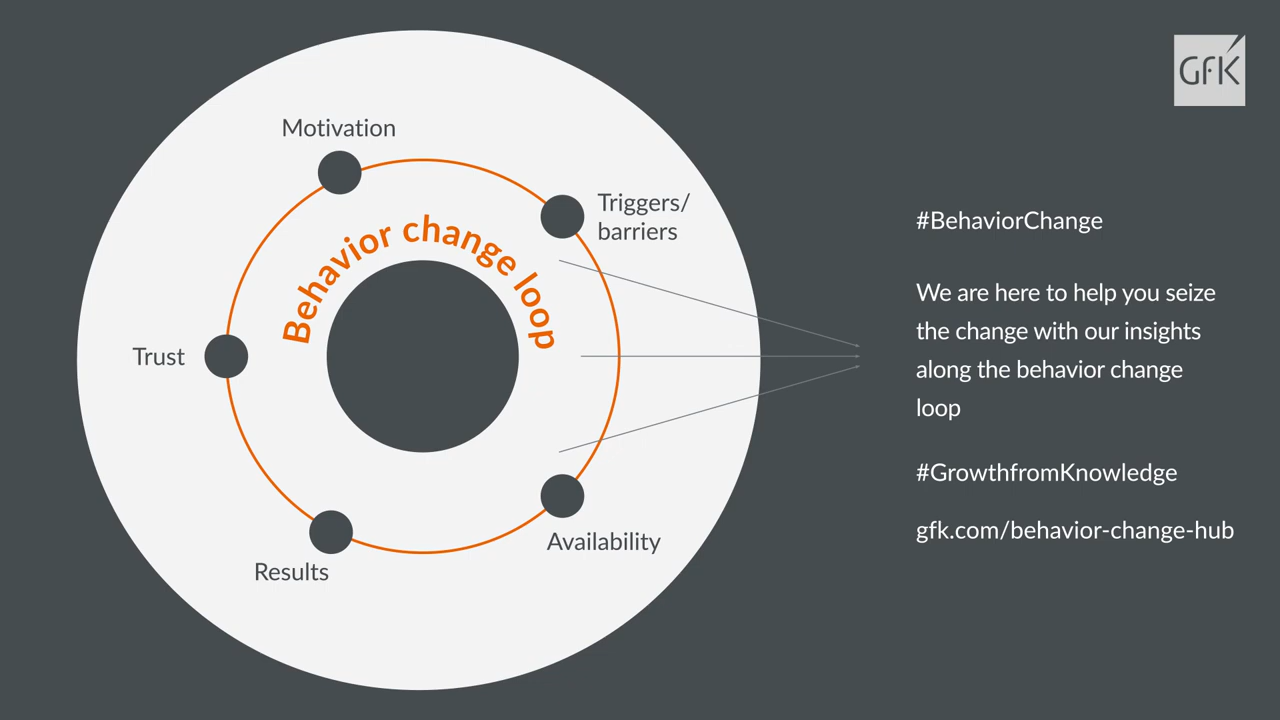 GfK
Motivation
Triggers/
barriers
Behavior change loop
Trust
Availability
Results
#BehaviorChange
We are here to help you seize
the change with our insights
along the behavior change
loop
#GrowthfromKnowledge
gfk.com/behavior-change-hub